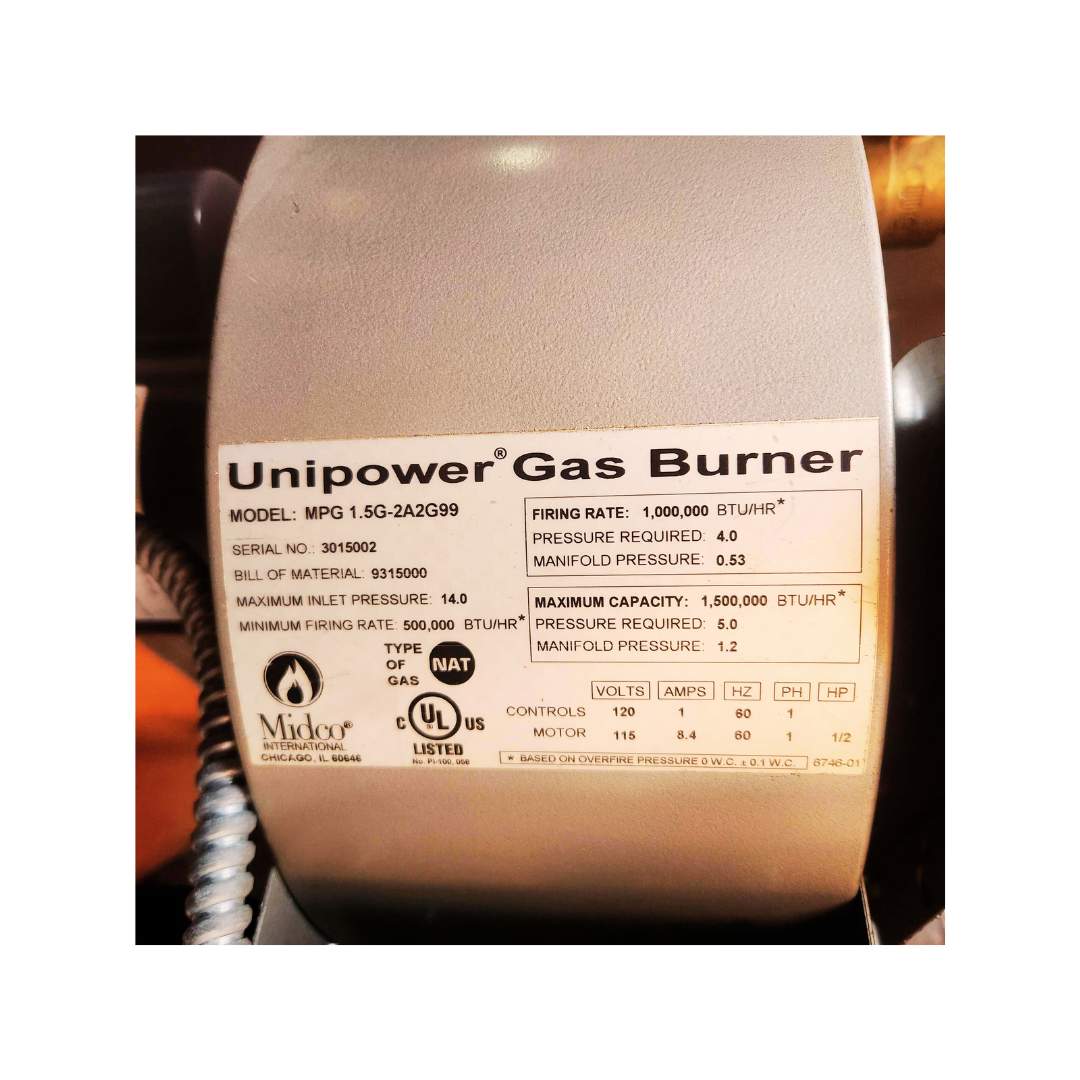 Unipower® Gas Burner
MODEL: MPG 1.5G-2A2G99
SERIAL NO.: 3015002
BILL OF MATERIAL: 9315000
MAXIMUM INLET PRESSURE: 14.0
MINIMUM FIRING RATE: 500,000 BTU/HR*
FIRING RATE: 1,000,000 BTU/HR*
PRESSURE REQUIRED: 4.0
MANIFOLD PRESSURE: 0.53
MAXIMUM CAPACITY: 1,500,000 BTU/HR*
PRESSURE REQUIRED: 5.0
MANIFOLD PRESSURE: 1.2
TYPE
OF
GAS
NAT
Midco®
INTERNATIONAL
CHICAGO, IL 60646
C UL US
LISTED
No. PI-100, 056
VOLTS AMPS HZ PH HP
CONTROLS 120 1 60 1
MOTOR 115 8.4 60 1 1/2
* BASED ON OVERFIRE PRESSURE 0 W.C. ± 0.1 W.C.
6746-01